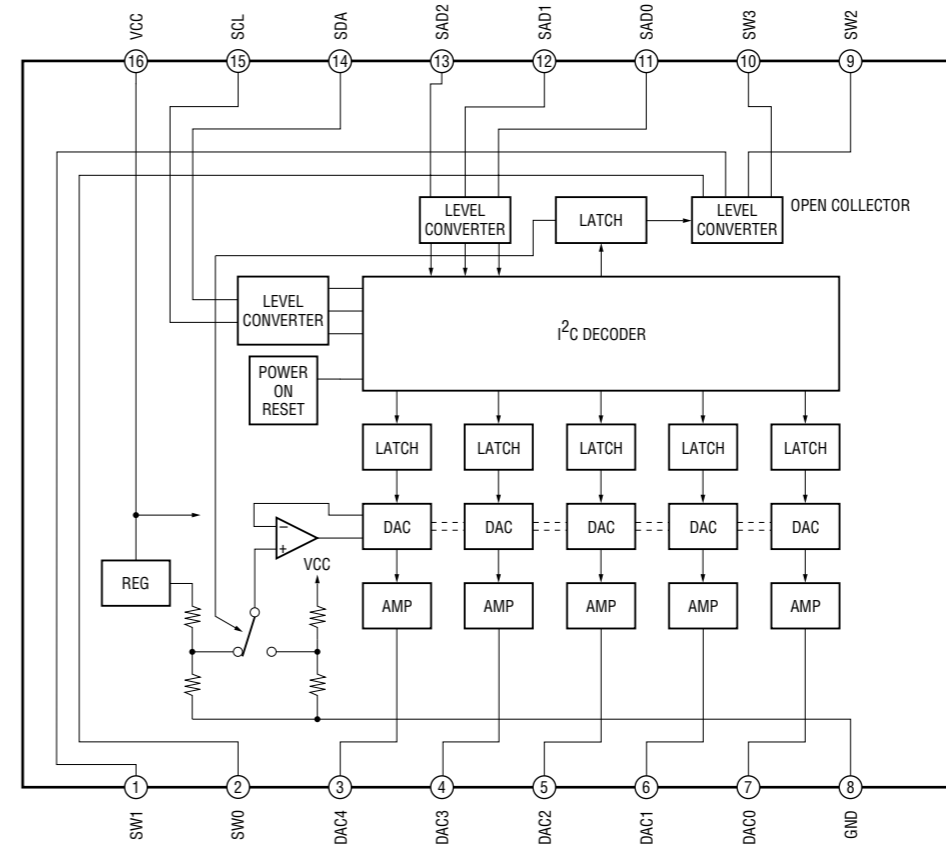 VCC
SCL
SDA
SAD2
SAD1
SAD0
SW3
SW2
16
15
14
13
12
11
10
9
LEVEL
CONVERTER
LATCH
LEVEL
CONVERTER
OPEN COLLECTOR
LEVEL
CONVERTER
I²C DECODER
POWER
ON
RESET
LATCH
LATCH
LATCH
LATCH
LATCH
−
+
DAC
DAC
DAC
DAC
DAC
REG
VCC
AMP
AMP
AMP
AMP
AMP
1
2
3
4
5
6
7
8
SW1
SW0
DAC4
DAC3
DAC2
DAC1
DAC0
GND